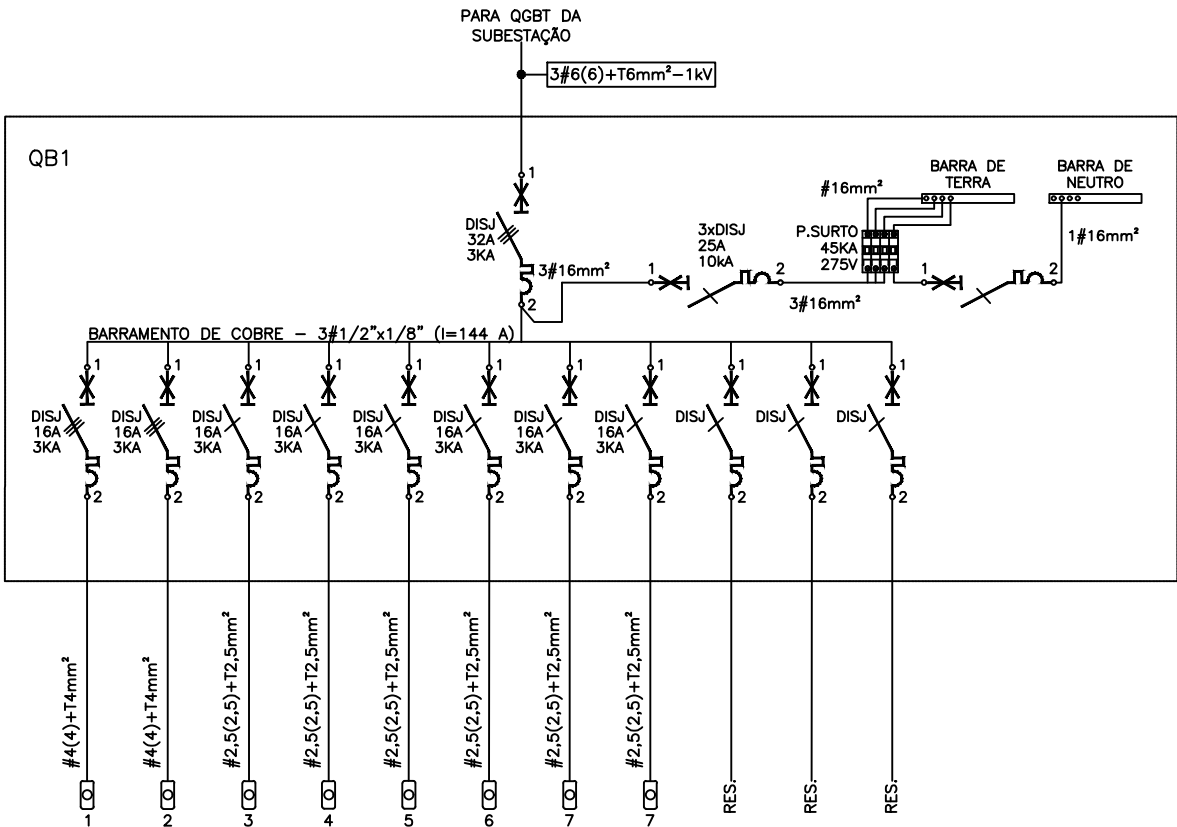 PARA QGBT DA
SUBESTAÇÃO
3#6(6)+T6mm²-1kV
QB1
1
DISJ
32A
3KA
2
3#16mm²
1
3xDISJ
25A
10kA
2
3#16mm²
P.SURTO
45KA
275V
#16mm²
BARRA DE
TERRA
BARRA DE
NEUTRO
1#16mm²
1
2
BARRAMENTO DE COBRE - 3#1/2"x1/8" (I=144 A)
1 1 1 1 1 1 1 1 1 1 1
DISJ DISJ DISJ DISJ DISJ DISJ DISJ DISJ DISJ DISJ DISJ
16A 16A 16A 16A 16A 16A 16A 16A
3KA 3KA 3KA 3KA 3KA 3KA 3KA 3KA
2 2 2 2 2 2 2 2 2 2 2
#4(4)+T4mm²
#4(4)+T4mm²
#2,5(2,5)+T2,5mm²
#2,5(2,5)+T2,5mm²
#2,5(2,5)+T2,5mm²
#2,5(2,5)+T2,5mm²
#2,5(2,5)+T2,5mm²
#2,5(2,5)+T2,5mm²
RES.
RES.
RES.
1 2 3 4 5 6 7 7